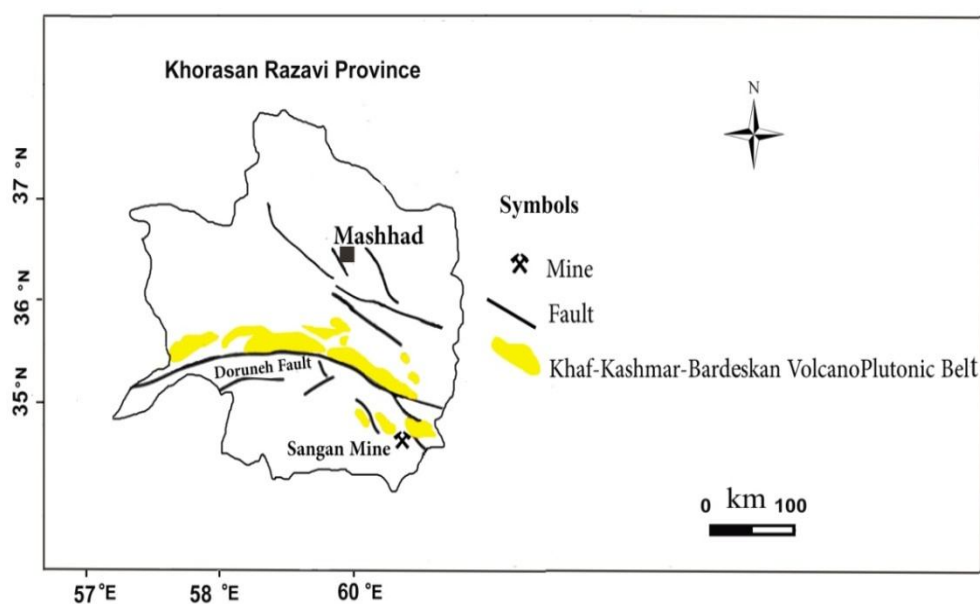 Khorasan Razavi Province
N
37 °N
Mashhad
Symbols
Mine
36 °N
Fault
Doruneh Fault
Khaf-Kashmar-Bardeskan VolcanoPlutonic Belt
35 °N
Sangan Mine
0 km 100
57 °E 58 °E 60 °E